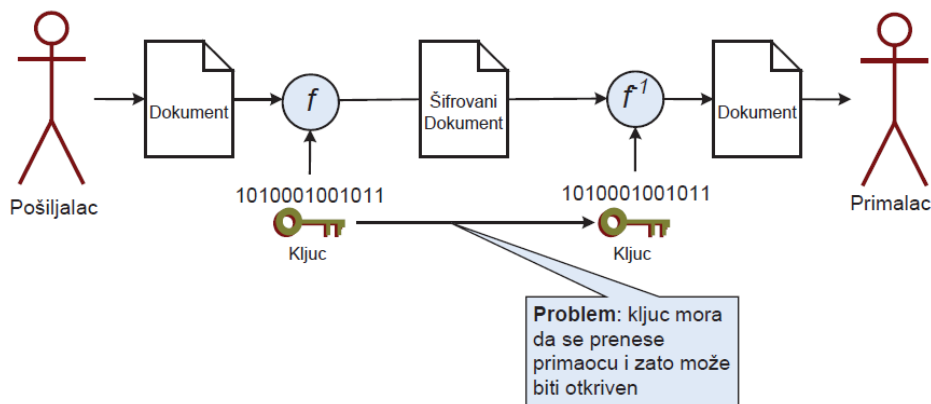 Dokument
f
Šifrovani
Dokument
f-1
Dokument
Pošiljalac
1010001001011
1010001001011
Primalac
Kljuc
Kljuc
Problem: kljuc mora
da se prenese
primaocu i zato može
biti otkriven